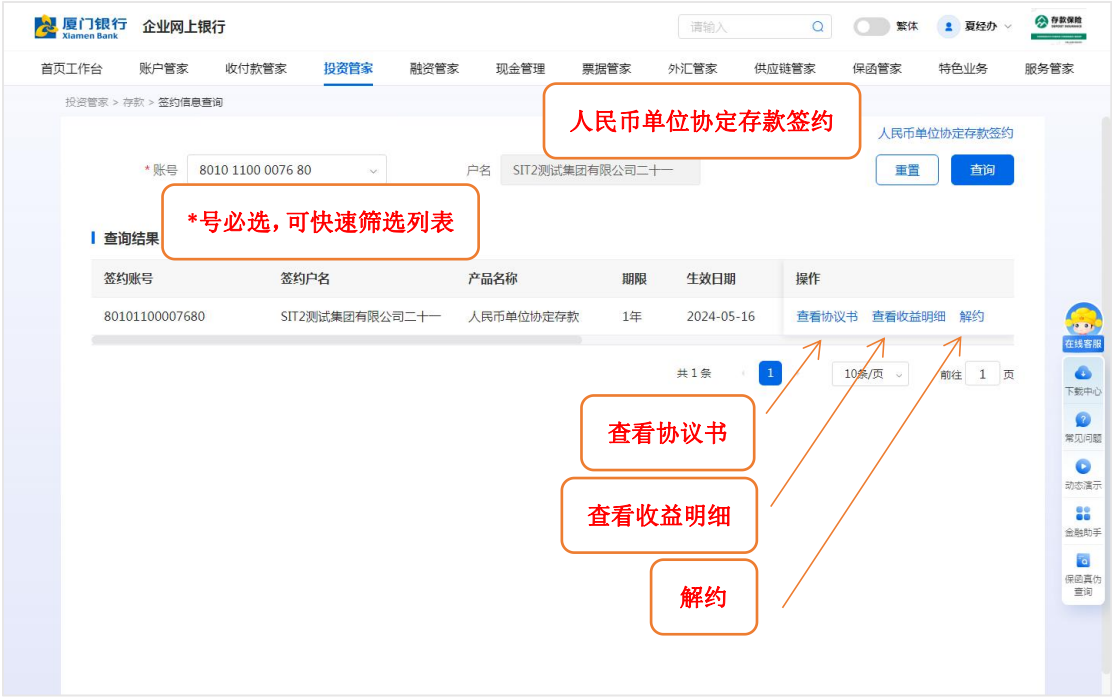 厦门银行
Xiamen Bank
企业网上银行
请输入
繁体
夏经办
存款保险
首页工作台 账户管家 收付款管家 投资管家 融资管家 现金管理 票据管家 外汇管家 供应链管家 保函管家 特色业务 服务管家
投资管家 > 存款 > 签约信息查询
人民币单位协定存款签约
人民币单位协定存款签约
* 账号 8010 1100 0076 80 户名 SIT2测试集团有限公司二十一 重置 查询
*号必选，可快速筛选列表
查询结果
签约账号 签约户名 产品名称 期限 生效日期 操作
80101100007680 SIT2测试集团有限公司二十一 人民币单位协定存款 1年 2024-05-16 查看协议书 查看收益明细 解约
共 1 条 1 10条/页 前往 1 页
查看协议书
查看收益明细
解约
在线客服
下载中心
常见问题
动态演示
金融助手
保函真伪
查询